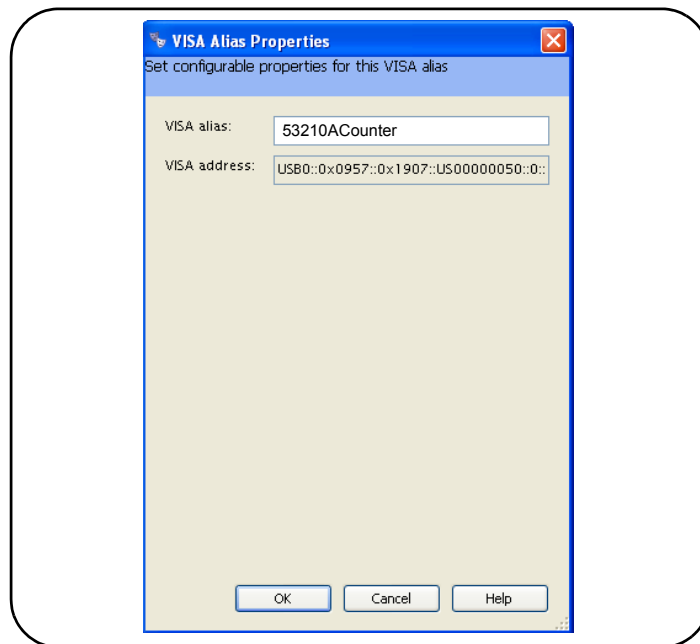 VISA Alias Properties
Set configurable properties for this VISA alias
VISA alias: 53210ACounter
VISA address: USB0::0x0957::0x1907::US00000050::0::
OK Cancel Help